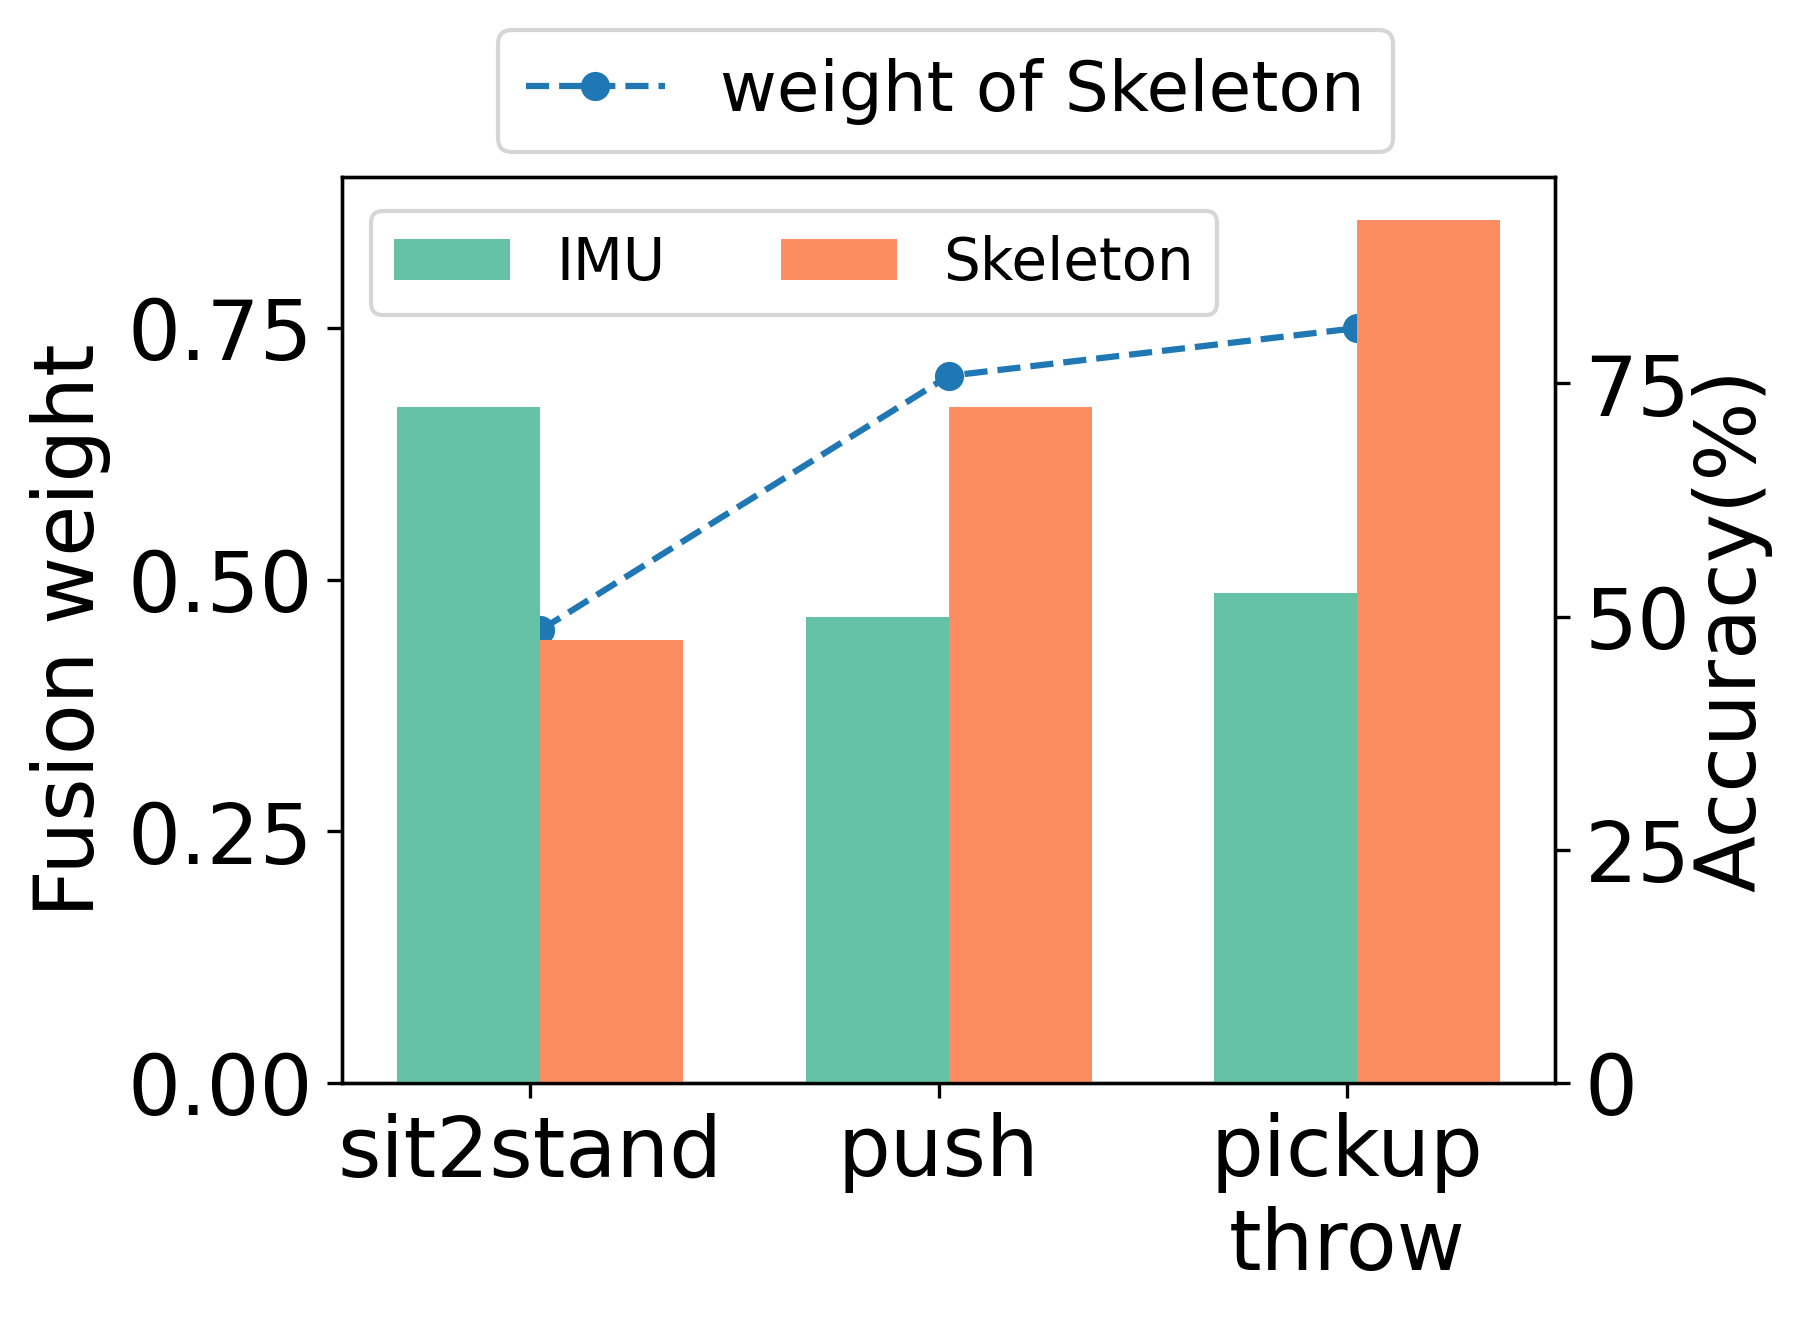 weight of Skeleton
IMU Skeleton
Fusion weight
0.75
0.50
0.25
0.00
75
50
25
0
Accuracy(%)
sit2stand push pickup
throw